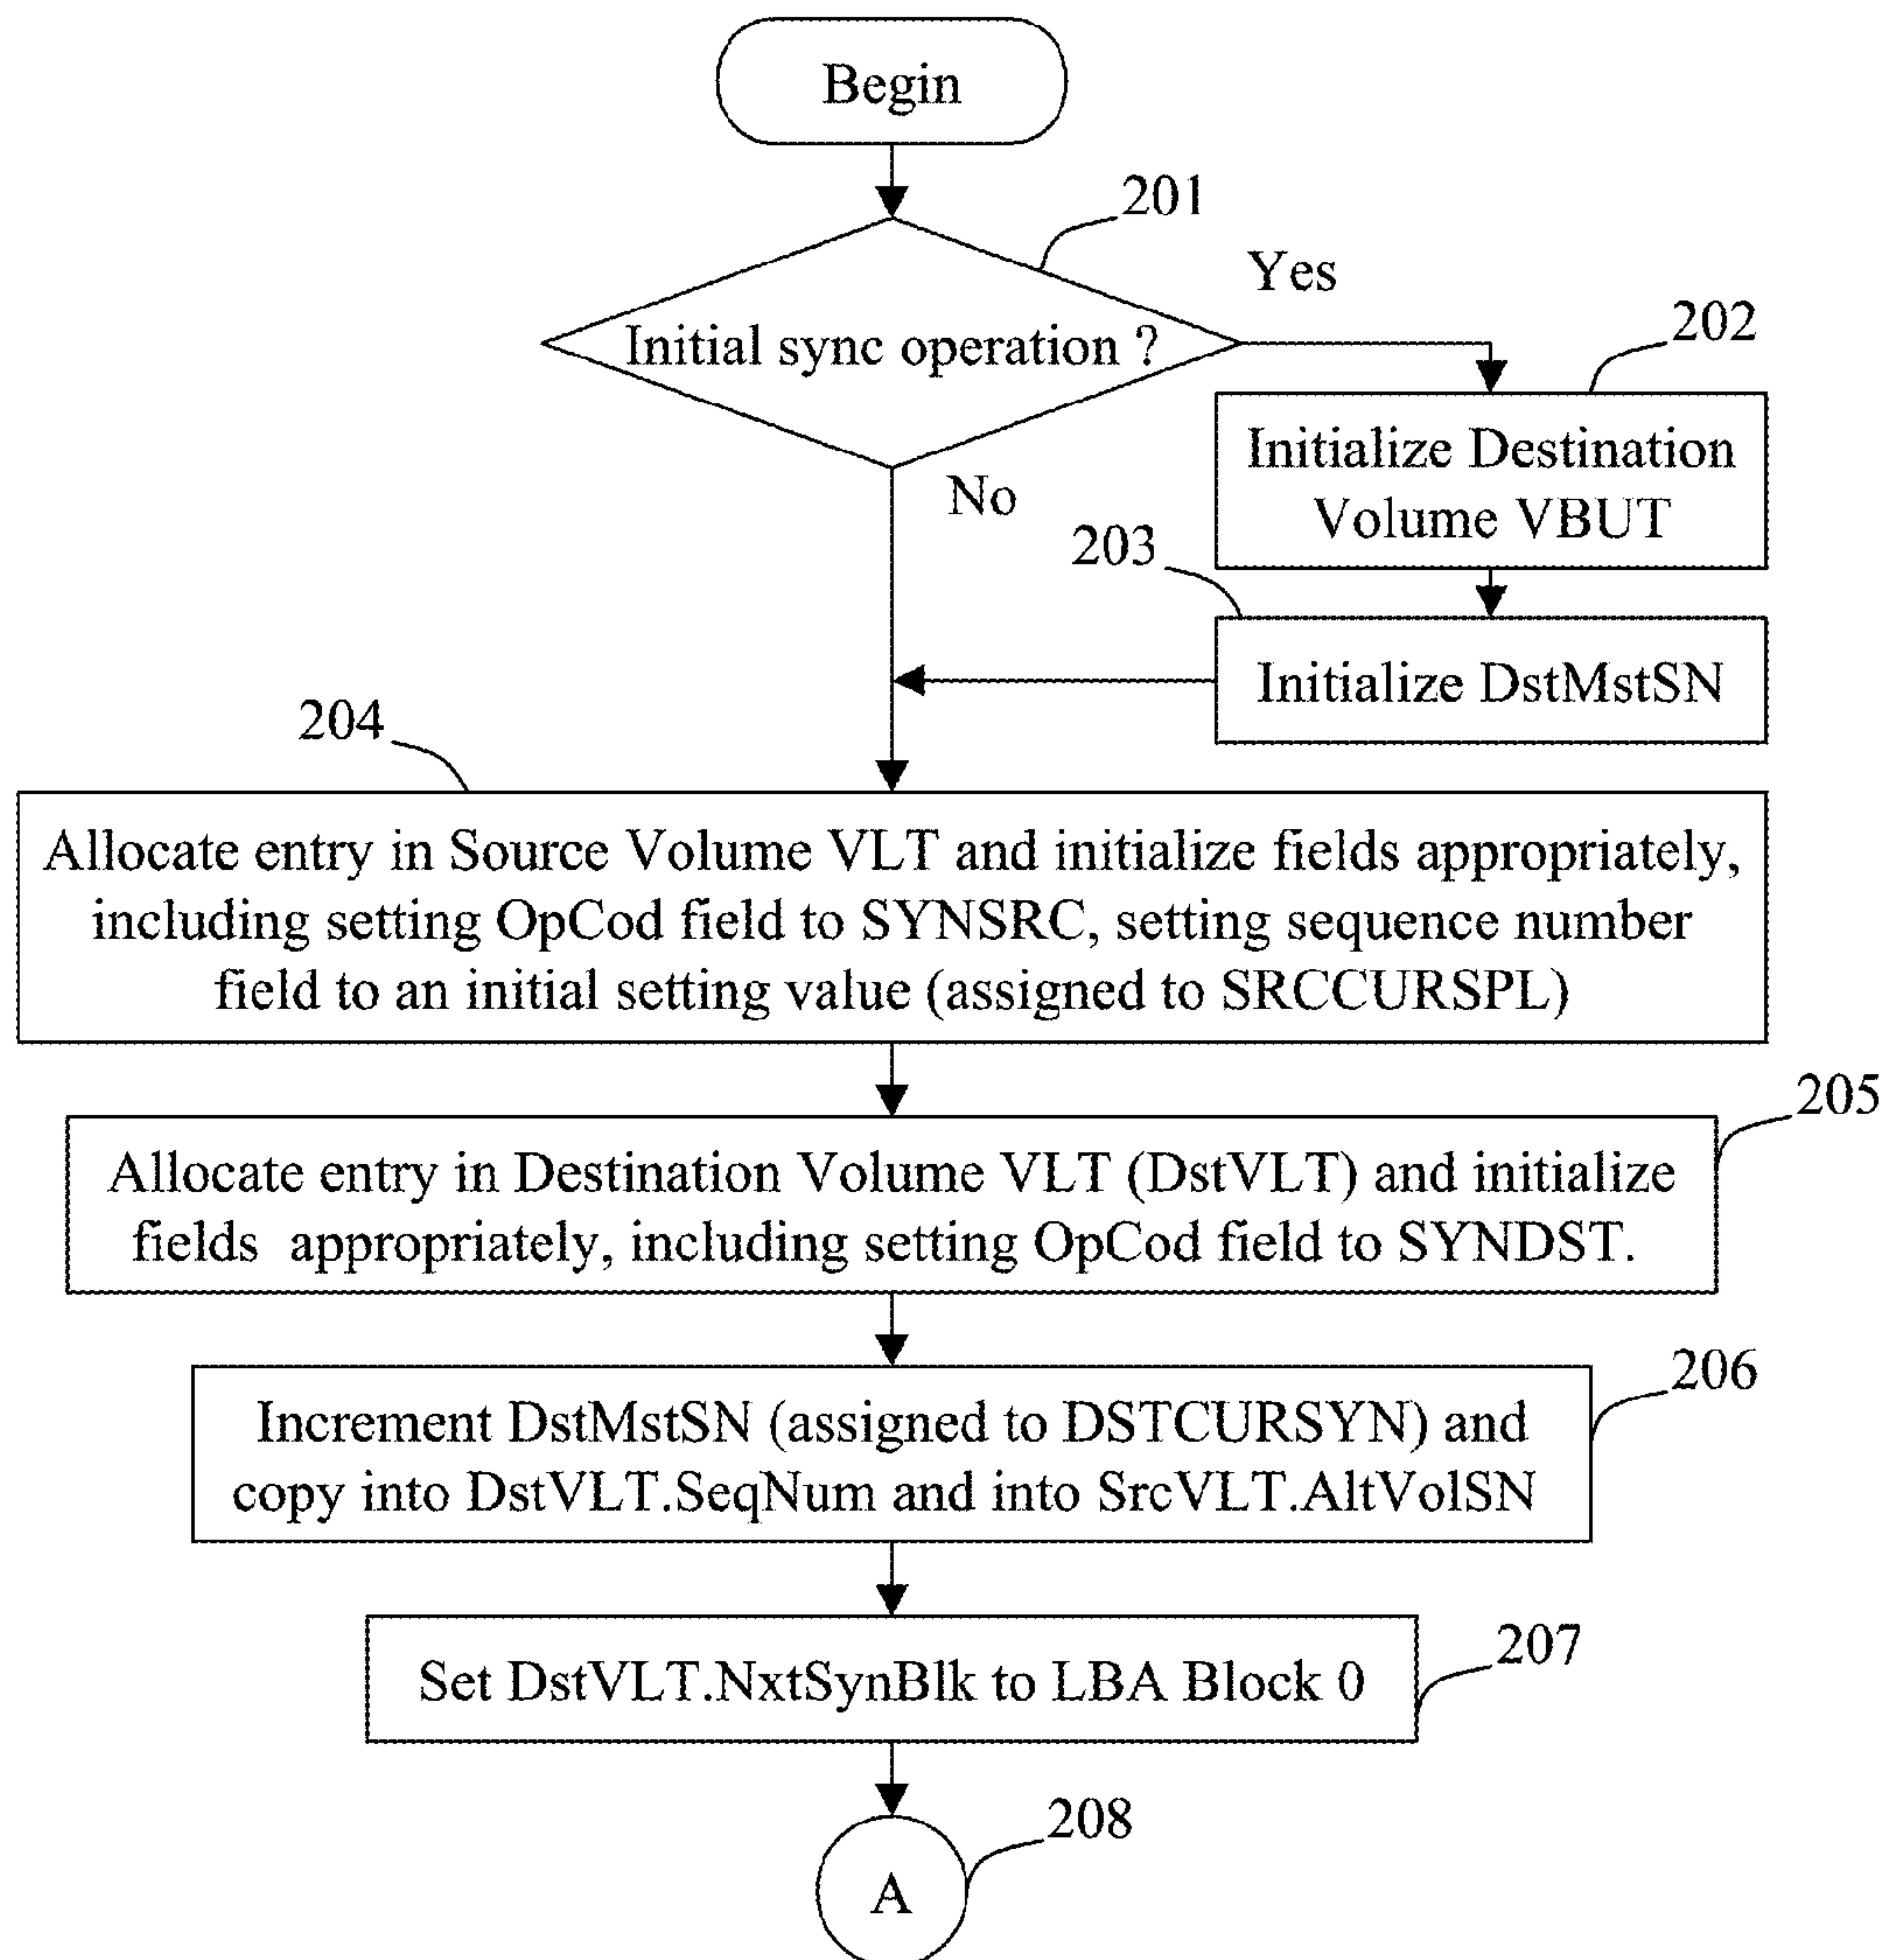 Begin
201
Initial sync operation ?
Yes
202
Initialize Destination
Volume VBUT
No
203
Initialize DstMstSN
204
Allocate entry in Source Volume VLT and initialize fields appropriately,
including setting OpCod field to SYNSRC, setting sequence number
field to an initial setting value (assigned to SRCCURSPL)
205
Allocate entry in Destination Volume VLT (DstVLT) and initialize
fields appropriately, including setting OpCod field to SYNDST.
206
Increment DstMstSN (assigned to DSTCURSYN) and
copy into DstVLT.SeqNum and into SrcVLT.AltVolSN
207
Set DstVLT.NxtSynBlk to LBA Block 0
208
A